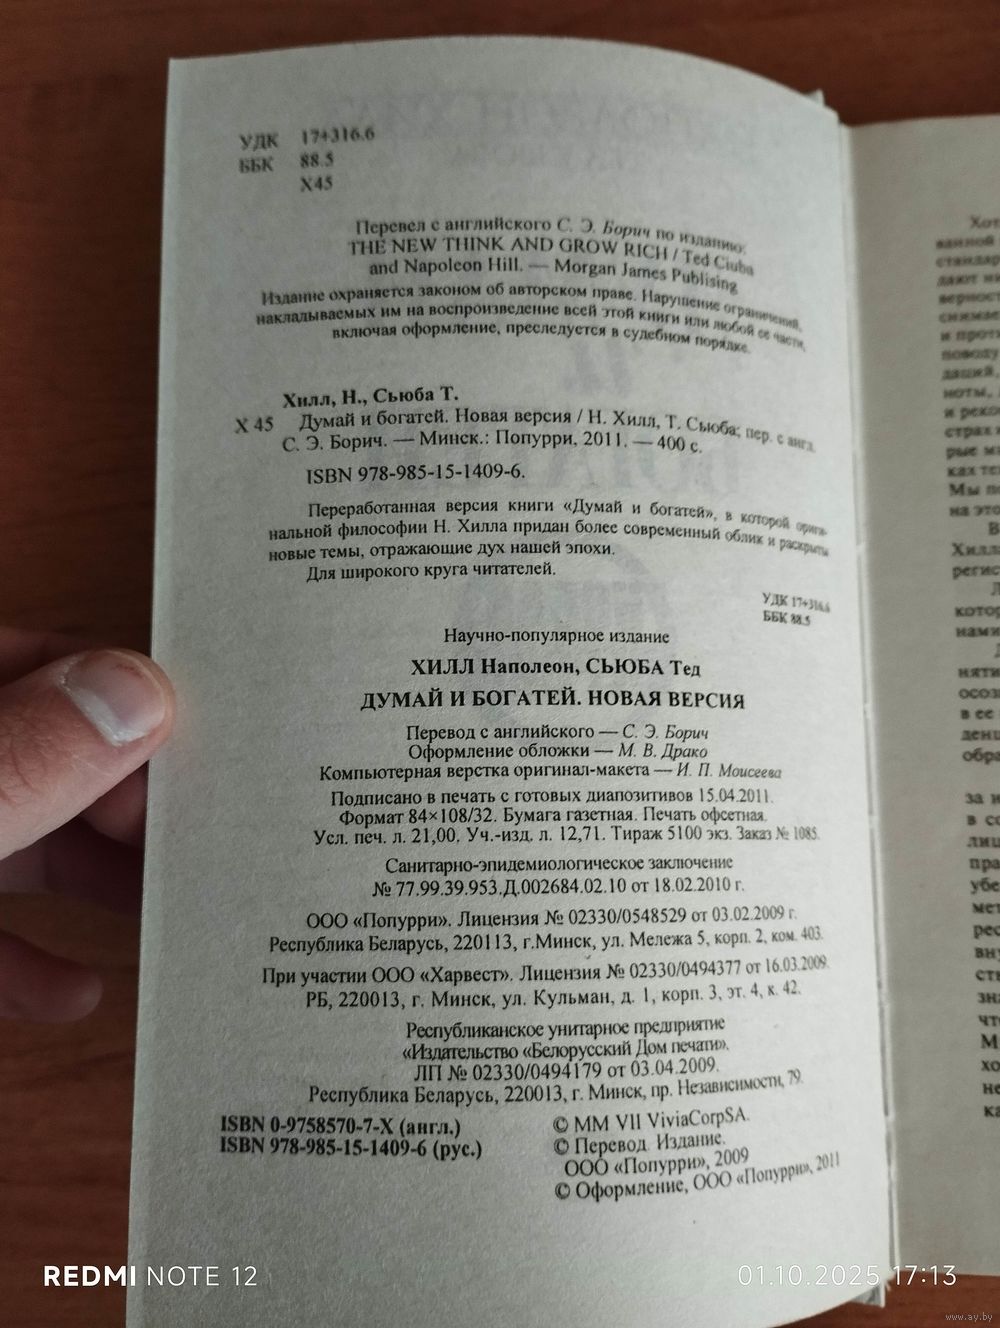 УДК 17+316.6
ББК 88.5
Х45
Перевел с английского С. Э. Борич по изданию:
THE NEW THINK AND GROW RICH / Ted Ciuba
and Napoleon Hill. — Morgan James Publising
Издание охраняется законом об авторском праве. Нарушение ограничений,
накладываемых им на воспроизведение всей этой книги или любой ее части,
включая оформление, преследуется в судебном порядке.
Хилл, Н., Сьюба Т.
Х 45 Думай и богатей. Новая версия / Н. Хилл, Т. Сьюба; пер. с англ.
С. Э. Борич. — Минск.: Попурри, 2011. — 400 с.
ISBN 978-985-15-1409-6.
Переработанная версия книги «Думай и богатей», в которой ориги-
нальной философии Н. Хилла придан более современный облик и раскрыты
новые темы, отражающие дух нашей эпохи.
Для широкого круга читателей.
УДК 17+316.6
ББК 88.5
Научно-популярное издание
ХИЛЛ Наполеон, СЬЮБА Тед
ДУМАЙ И БОГАТЕЙ. НОВАЯ ВЕРСИЯ
Перевод с английского — С. Э. Борич
Оформление обложки — М. В. Драко
Компьютерная верстка оригинал-макета — И. П. Моисеева
Подписано в печать с готовых диапозитивов 15.04.2011.
Формат 84×108/32. Бумага газетная. Печать офсетная.
Усл. печ. л. 21,00. Уч.-изд. л. 12,71. Тираж 5100 экз. Заказ № 1085.
Санитарно-эпидемиологическое заключение
№ 77.99.39.953.Д.002684.02.10 от 18.02.2010 г.
ООО «Попурри». Лицензия № 02330/0548529 от 03.02.2009 г.
Республика Беларусь, 220113, г.Минск, ул. Мележа 5, корп. 2, ком. 403.
При участии ООО «Харвест». Лицензия № 02330/0494377 от 16.03.2009.
РБ, 220013, г. Минск, ул. Кульман, д. 1, корп. 3, эт. 4, к. 42.
Республиканское унитарное предприятие
«Издательство «Белорусский Дом печати».
ЛП № 02330/0494179 от 03.04.2009.
Республика Беларусь, 220013, г. Минск, пр. Независимости, 79.
ISBN 0-9758570-7-X (англ.)
ISBN 978-985-15-1409-6 (рус.)
© MM VII ViviaCorpSA.
© Перевод. Издание.
ООО «Попурри», 2009
© Оформление, ООО «Попурри», 2011
REDMI NOTE 12
01.10.2025 17:13
www.ay.by